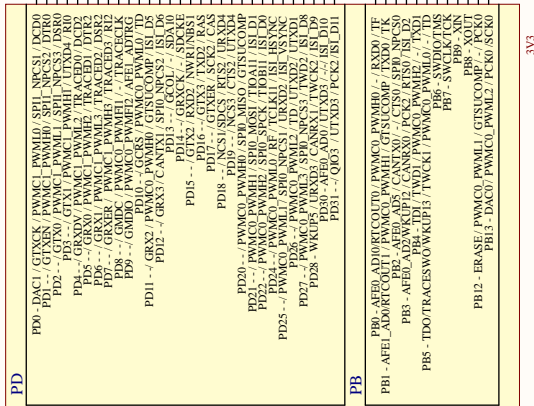 PD
PD0 - DAC1 / GTXCK / PWMC1_PWML0 / SPI1_NPCS1 / DCD0
PD1 - - / GTXEN / PWMC1_PWMH0 / SPI1_NPCS2 / DTR0
PD2 - - / GTX0 / PWMC1_PWML1 / SPI1_NPCS3 / DSR0
PD3 - - / GTX1 / PWMC1_PWMH1 / UTXD4 / RI0
PD4 - - / GRXDV / PWMC1_PWML2 / TRACED0 / DCD2
PD5 - - / GRX0 / PWMC1_PWMH2 / TRACED1 / DTR2
PD6 - - / GRX1 / PWMC1_PWML3 / TRACED2 / DSR2
PD7 - - / GRXER / PWMC1_PWMH3 / TRACED3 / RI2
PD8 - - / GMDC / PWMC0_PWMFI1 / - / TRACECLK
PD9 - - / GMDIO / PWMC0_PWMFI2 / AFE1_ADTRG
PD10 - - / GCRS / PWMC0_PWML0 / TD
PD11 - -/ GRX2 / PWMC0_PWMH0 / GTSUCOMP / ISI_D5
PD12 - -/ GRX3 / CANTX1 / SPI0_NPCS2 / ISI_D6
PD13 - - / GCOL / - / SDA10
PD14 - -/ GRXCK / - / SDCKE
PD15 - - / GTX2 / RXD2 / NWR1/NBS1
PD16 - - / GTX3 / TXD2 / RAS
PD17 - - / GTXER / SCK2 / CAS
PD18 - - / NCS1/SDCS / RTS2 / URXD4
PD19 - - / NCS3 / CTS2 / UTXD4
PD20 - -/ PWMC0_PWMH0 / SPI0_MISO / GTSUCOMP
PD21 - -/ PWMC0_PWMH1 / SPI0_MOSI / TIOA11 / ISI_D1
PD22 - -/ PWMC0_PWMH2 / SPI0_SPCK / TIOB11 / ISI_D0
PD24 - -/ PWMC0_PWML0 / RF / TCLK11 / ISI_HSYNC
PD25 - -/ PWMC0_PWML1 / SPI0_NPCS1 / URXD2 / ISI_VSYNC
PD26 - -/ PWMC0_PWML2 / TD / UTXD2 / UTXD1
PD27 - -/ PWMC0_PWML3 / SPI0_NPCS3 / TWD2 / ISI_D8
PD28 - WKUP5 / URXD3 / CANRX1 / TWCK2 / ISI_D9
PD30 - AFE0_AD0 / UTXD3 / - / - / ISI_D10
PD31 - - / QIO3 / UTXD3 / PCK2 / ISI_D11
PB
PB0 - AFE0_AD10/RTCOUT0 / PWMC0_PWMH0 / - / RXD0 / TF
PB1 - AFE1_AD0/RTCOUT1 / PWMC0_PWMH1 / GTSUCOMP / TXD0 / TK
PB2 - AFE0_AD5 / CANTX0 / - / CTS0 / SPI0_NPCS0
PB3 - AFE0_AD2/WKUP12 / CANRX0 / PCK2 / RTS0 / ISI_D2
PB4 - TDI / TWD1 / PWMC0_PWMH2 / - / TXD1
PB5 - TDO/TRACESWO/WKUP13 / TWCK1 / PWMC0_PWML0 / - / TD
PB6 - SWDIO/TMS
PB7 - SWCLK/TCK
PB9 - XIN
PB8 - XOUT
PB12 - ERASE / PWMC0_PWML1 / GTSUCOMP / - / PCK0
PB13 - DAC0/ PWMC0_PWML2 / PCK0 /SCK0
3V3